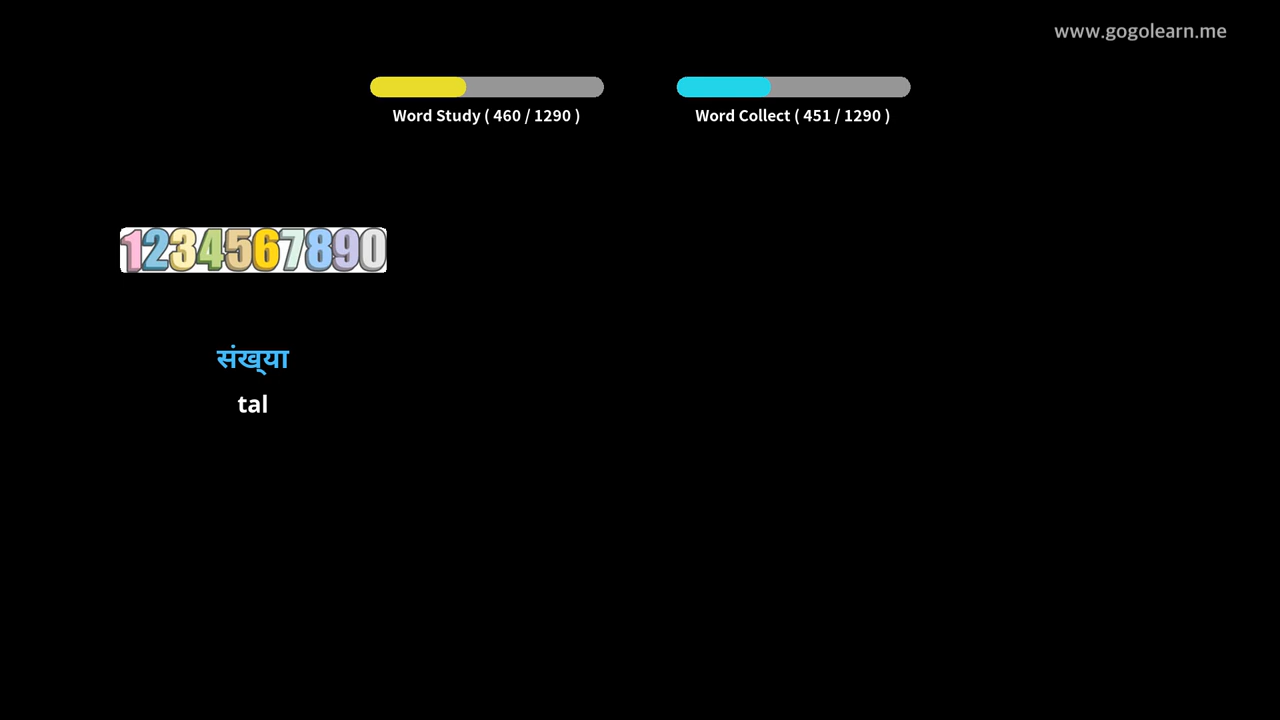 www.gogolearn.me
Word Study ( 460 / 1290 )
Word Collect ( 451 / 1290 )
1234567890
संख्या
tal